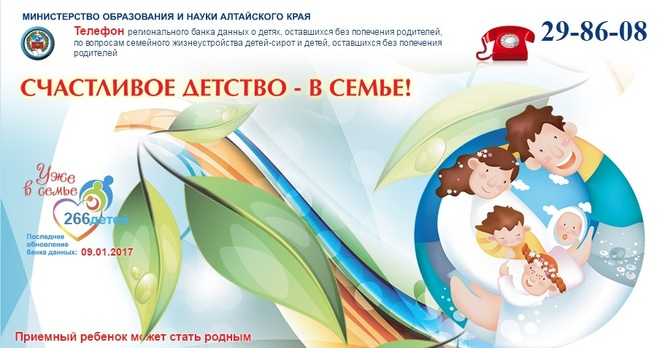 МИНИСТЕРСТВО ОБРАЗОВАНИЯ И НАУКИ АЛТАЙСКОГО КРАЯ
Телефон регионального банка данных о детях, оставшихся без попечения родителей,
по вопросам семейного жизнеустройства детей-сирот и детей, оставшихся без попечения
родителей
29-86-08
СЧАСТЛИВОЕ ДЕТСТВО - В СЕМЬЕ!
Уже
в семье
266детей
Последнее
обновление
банка данных: 09.01.2017
Приемный ребенок может стать родным